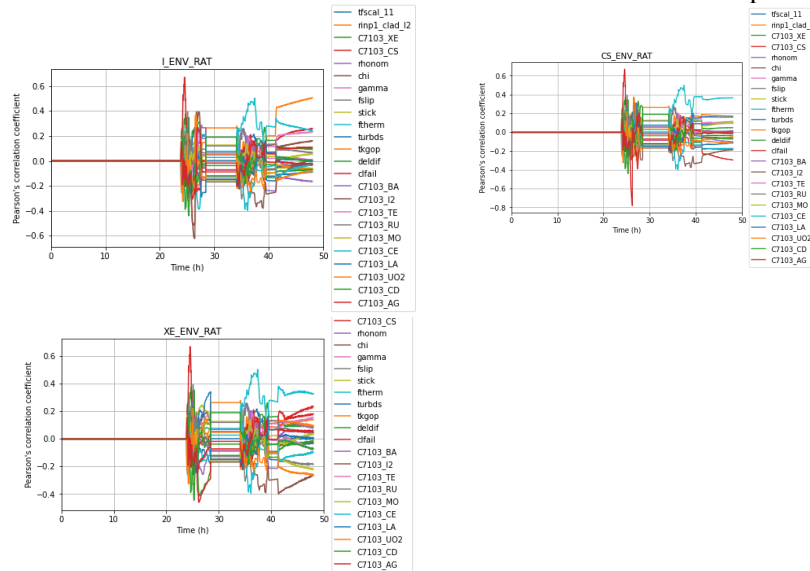 I_ENV_RAT
Pearson's correlation coefficient
0.6
0.4
0.2
0.0
−0.2
−0.4
−0.6
0
10
20
30
40
50
Time (h)
tfscal_11
rinp1_clad_l2
C7103_XE
C7103_CS
rhonom
chi
gamma
fslip
stick
ftherm
turbds
tkgop
deldif
clfail
C7103_BA
C7103_I2
C7103_TE
C7103_RU
C7103_MO
C7103_CE
C7103_LA
C7103_UO2
C7103_CD
C7103_AG
CS_ENV_RAT
Pearson's correlation coefficient
0.6
0.4
0.2
0.0
−0.2
−0.4
−0.6
−0.8
0
10
20
30
40
50
Time (h)
tfscal_11
rinp1_clad_
C7103_XE
C7103_CS
rhonom
chi
gamma
fslip
stick
ftherm
turbds
tkgop
deldif
clfail
C7103_BA
C7103_I2
C7103_TE
C7103_RU
C7103_MO
C7103_CE
C7103_LA
C7103_UO2
C7103_CD
C7103_AG
XE_ENV_RAT
Pearson's correlation coefficient
0.6
0.4
0.2
0.0
−0.2
−0.4
0
10
20
30
40
50
Time (h)
C7103_CS
rhonom
chi
gamma
fslip
stick
ftherm
turbds
tkgop
deldif
clfail
C7103_BA
C7103_I2
C7103_TE
C7103_RU
C7103_MO
C7103_CE
C7103_LA
C7103_UO2
C7103_CD
C7103_AG